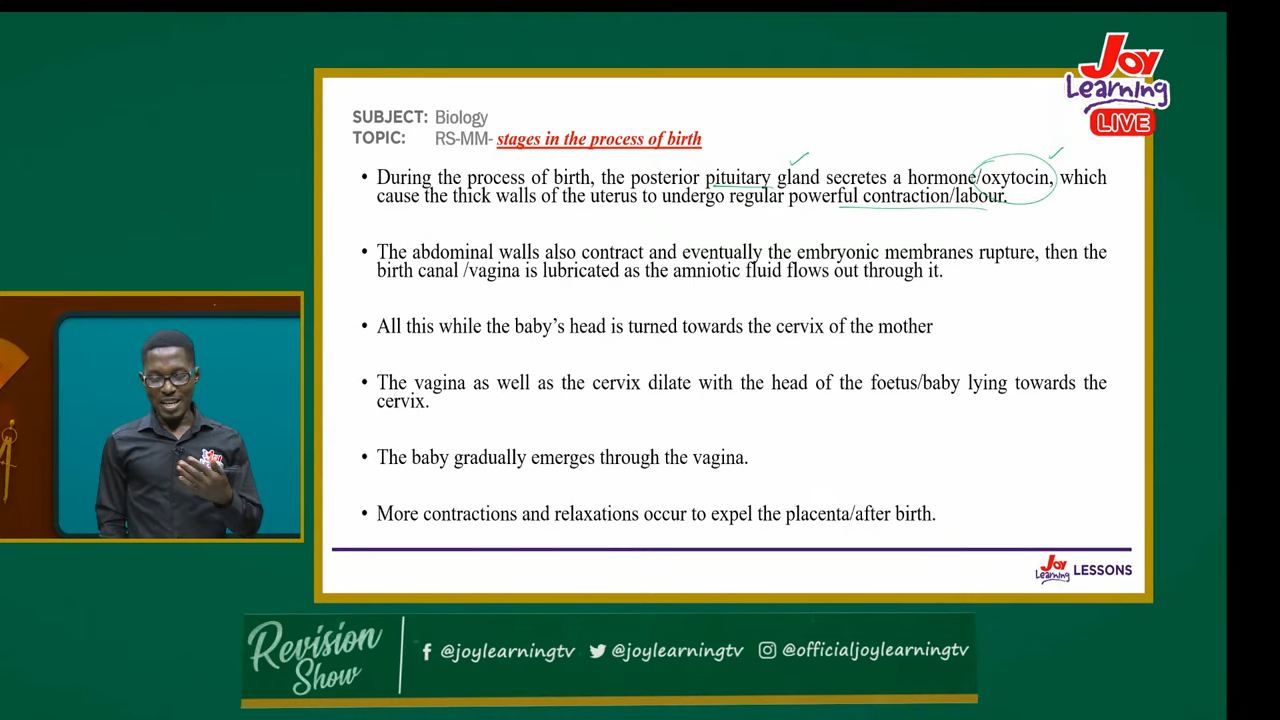 Joy
Learning
LIVE
SUBJECT: Biology
TOPIC: RS-MM- stages in the process of birth
• During the process of birth, the posterior pituitary gland secretes a hormone/oxytocin, which
cause the thick walls of the uterus to undergo regular powerful contraction/labour.
• The abdominal walls also contract and eventually the embryonic membranes rupture, then the
birth canal /vagina is lubricated as the amniotic fluid flows out through it.
• All this while the baby's head is turned towards the cervix of the mother
• The vagina as well as the cervix dilate with the head of the foetus/baby lying towards the
cervix.
• The baby gradually emerges through the vagina.
• More contractions and relaxations occur to expel the placenta/after birth.
Joy Learning LESSONS
Revision
Show
@joylearningtv @joylearningtv @officialjoylearningtv